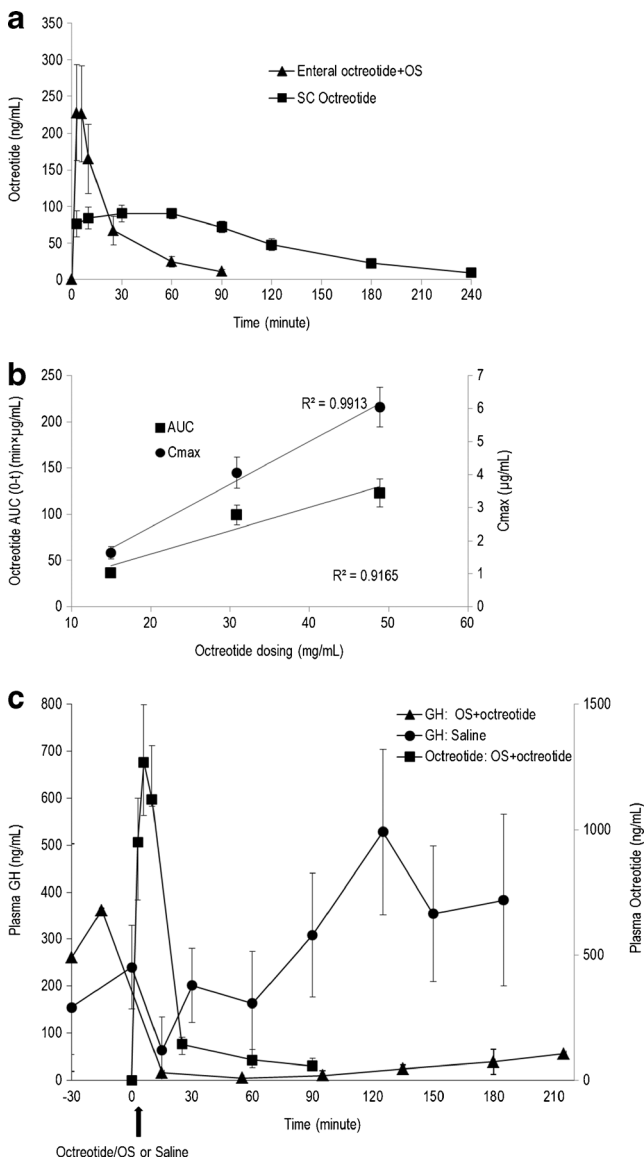 a
350
300
250
200
150
100
50
0
Octreotide (ng/mL)
Enteral octreotide+OS
SC Octreotide
0 30 60 90 120 150 180 210 240
Time (minute)
b
250
200
150
100
50
0
Octreotide AUC (0-t) (min×µg/mL)
AUC
Cmax
R² = 0.9913
R² = 0.9165
7
6
5
4
3
2
1
0
Cmax (µg/mL)
10 20 30 40 50 60
Octreotide dosing (mg/mL)
c
800
700
600
500
400
300
200
100
0
Plasma GH (ng/mL)
GH: OS+octreotide
GH: Saline
Octreotide: OS+octreotide
1500
1000
500
0
Plasma Octreotide (ng/mL)
-30 0 30 60 90 120 150 180 210
Time (minute)
Octreotide/OS or Saline